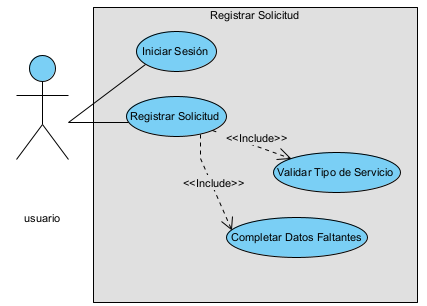 Registrar Solicitud
Iniciar Sesión
Registrar Solicitud
<<Include>>
Validar Tipo de Servicio
<<Include>>
usuario
Completar Datos Faltantes